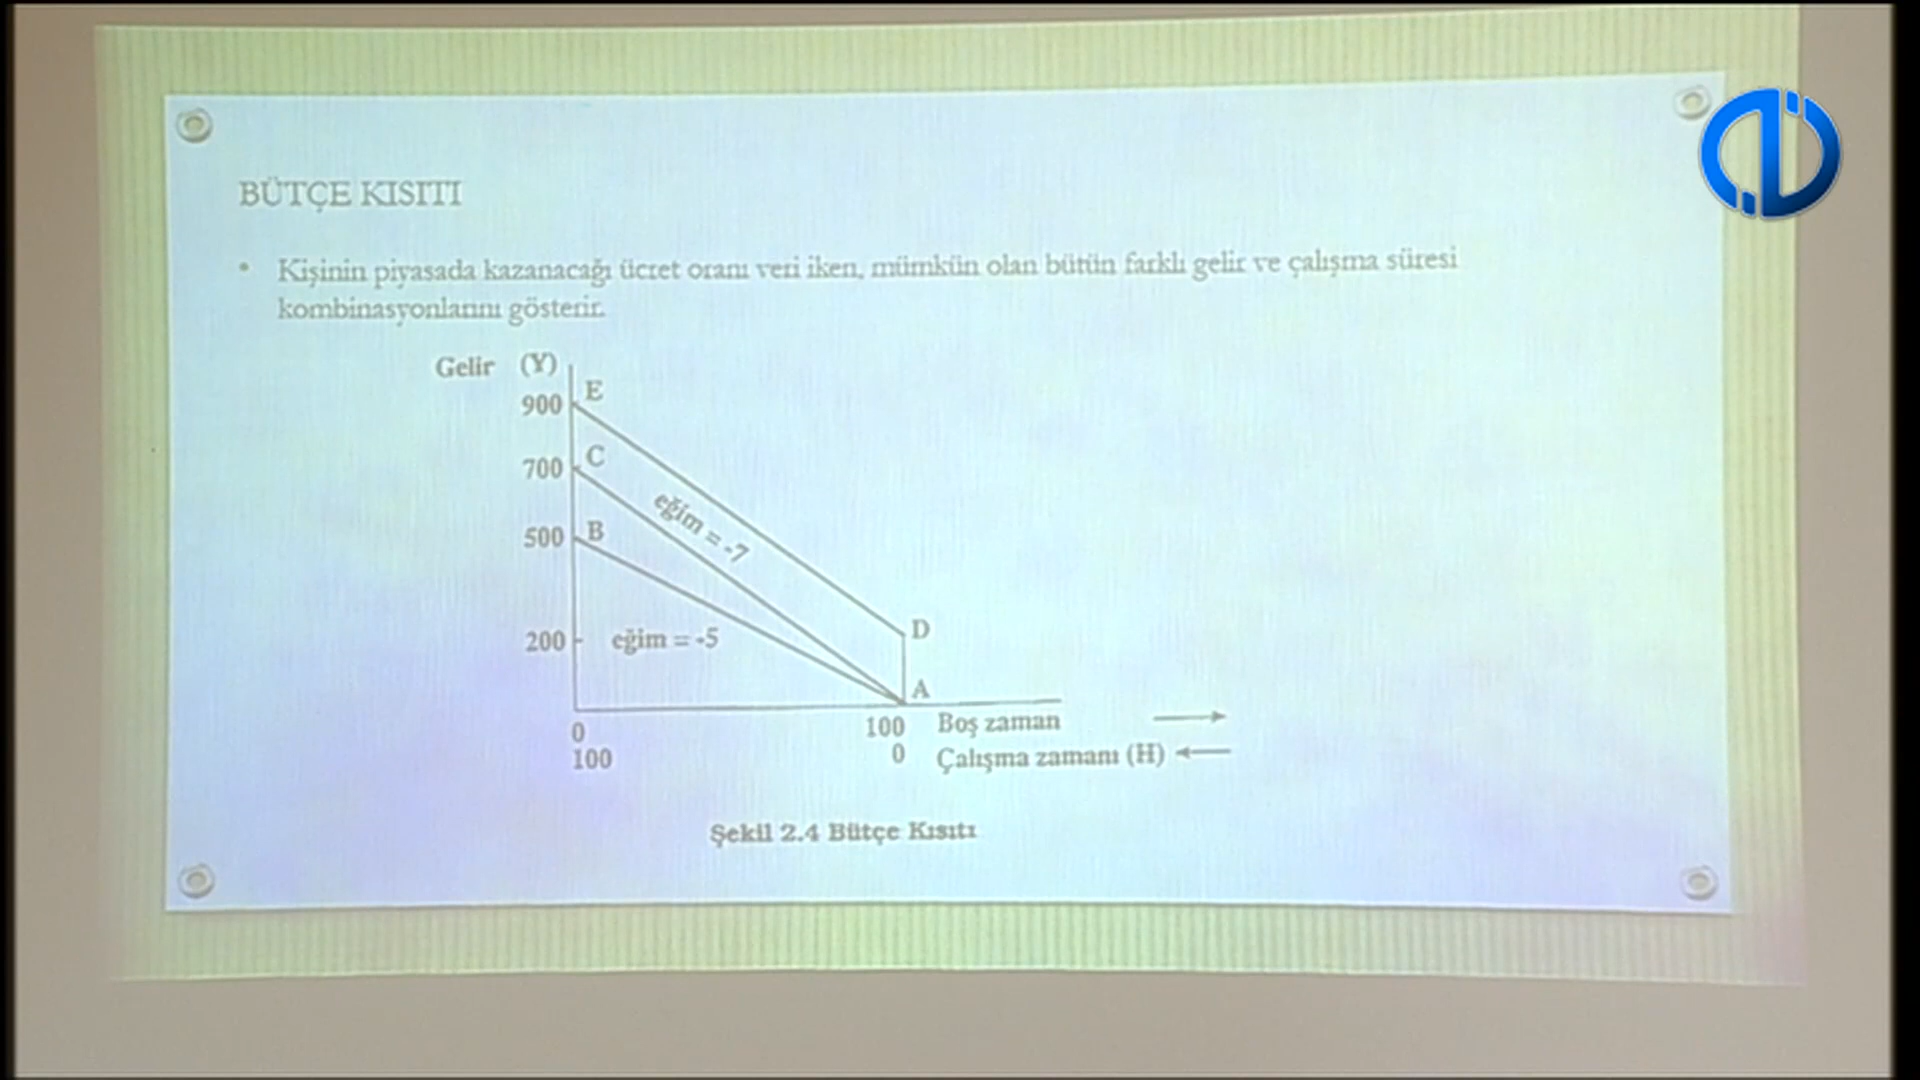 BÜTÇE KISITI
• Kişinin piyasada kazanacağı ücret oranı veri iken, mümkün olan bütün farklı gelir ve çalışma süresi
kombinasyonlarını gösterir.
Gelir (Y)
E
900
C
700
eğim = -7
B
500
D
200
eğim = -5
A
0
100
Boş zaman
100
0
Çalışma zamanı (H)
Şekil 2.4 Bütçe Kısıtı